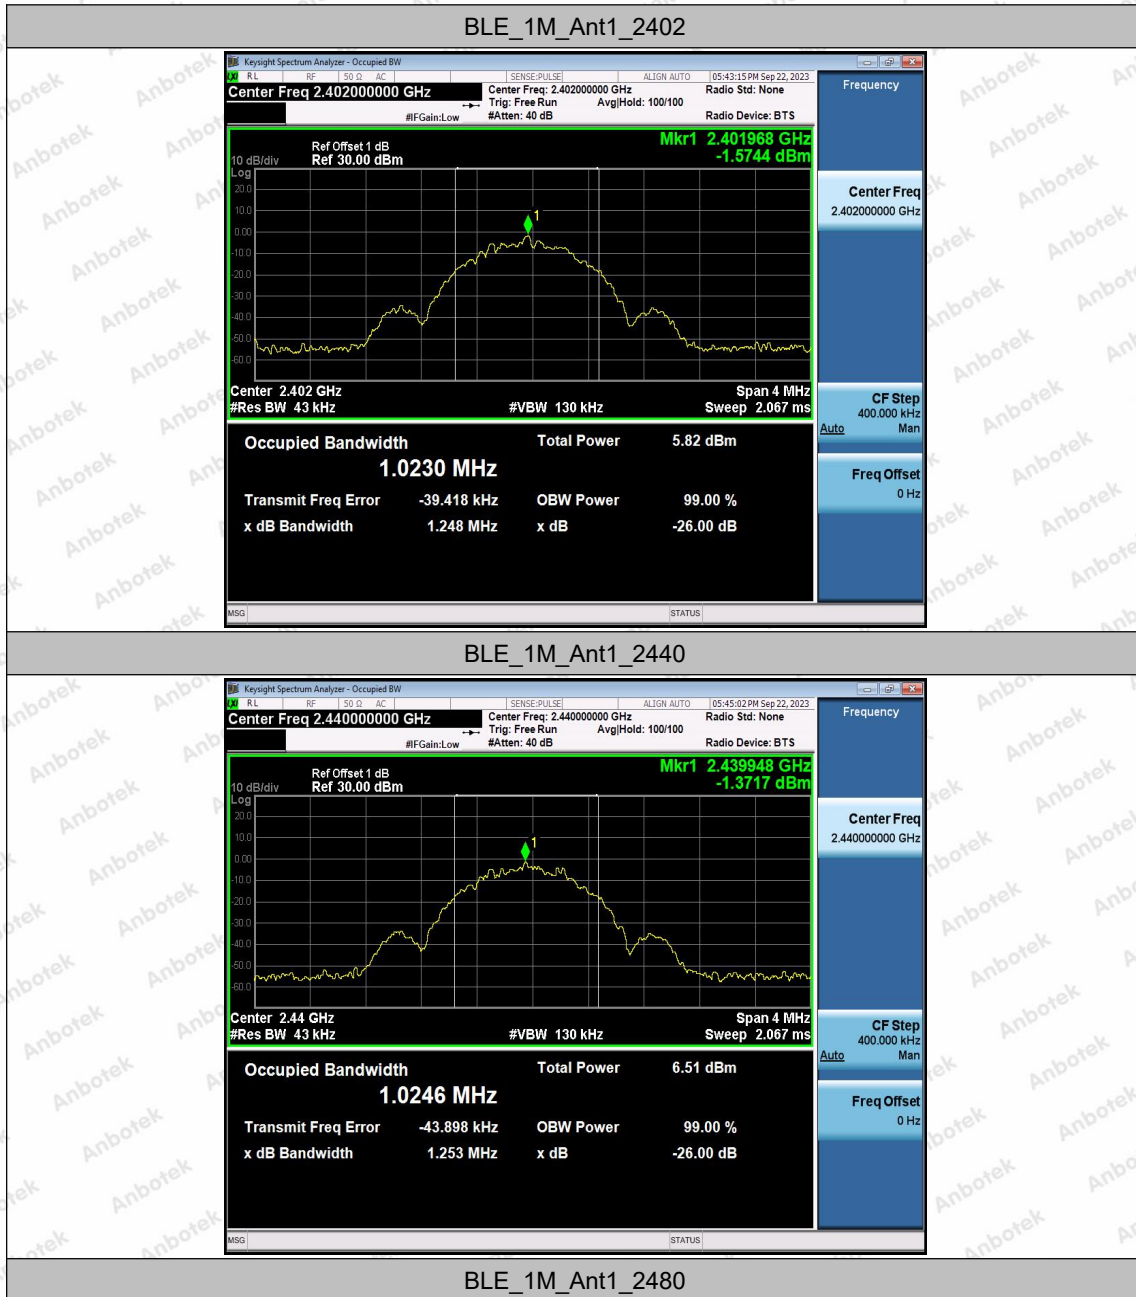 BLE_1M_Ant1_2402
Keysight Spectrum Analyzer - Occupied BW
RL RF 50 Ω AC SENSE:PULSE ALIGN AUTO 05:43:15 PM Sep 22, 2023
Center Freq 2.402000000 GHz
Center Freq: 2.402000000 GHz Radio Std: None
Trig: Free Run Avg|Hold: 100/100
#IFGain:Low #Atten: 40 dB Radio Device: BTS
Frequency
Mkr1 2.401968 GHz
-1.5744 dBm
Ref Offset 1 dB
10 dB/div Ref 30.00 dBm
Log
20.0
10.0
0.00
-10.0
-20.0
-30.0
-40.0
-50.0
-60.0
1
Center Freq
2.402000000 GHz
Center 2.402 GHz Span 4 MHz
#Res BW 43 kHz #VBW 130 kHz Sweep 2.067 ms
CF Step
400.000 kHz
Auto Man
Freq Offset
0 Hz
Occupied Bandwidth Total Power 5.82 dBm
1.0230 MHz
Transmit Freq Error -39.418 kHz OBW Power 99.00 %
x dB Bandwidth 1.248 MHz x dB -26.00 dB
MSG STATUS
BLE_1M_Ant1_2440
Keysight Spectrum Analyzer - Occupied BW
RL RF 50 Ω AC SENSE:PULSE ALIGN AUTO 05:45:02 PM Sep 22, 2023
Center Freq 2.440000000 GHz
Center Freq: 2.440000000 GHz Radio Std: None
Trig: Free Run Avg|Hold: 100/100
#IFGain:Low #Atten: 40 dB Radio Device: BTS
Frequency
Mkr1 2.439948 GHz
-1.3717 dBm
Ref Offset 1 dB
10 dB/div Ref 30.00 dBm
Log
20.0
10.0
0.00
-10.0
-20.0
-30.0
-40.0
-50.0
-60.0
1
Center Freq
2.440000000 GHz
Center 2.44 GHz Span 4 MHz
#Res BW 43 kHz #VBW 130 kHz Sweep 2.067 ms
CF Step
400.000 kHz
Auto Man
Freq Offset
0 Hz
Occupied Bandwidth Total Power 6.51 dBm
1.0246 MHz
Transmit Freq Error -43.898 kHz OBW Power 99.00 %
x dB Bandwidth 1.253 MHz x dB -26.00 dB
MSG STATUS
BLE_1M_Ant1_2480
Anbotek